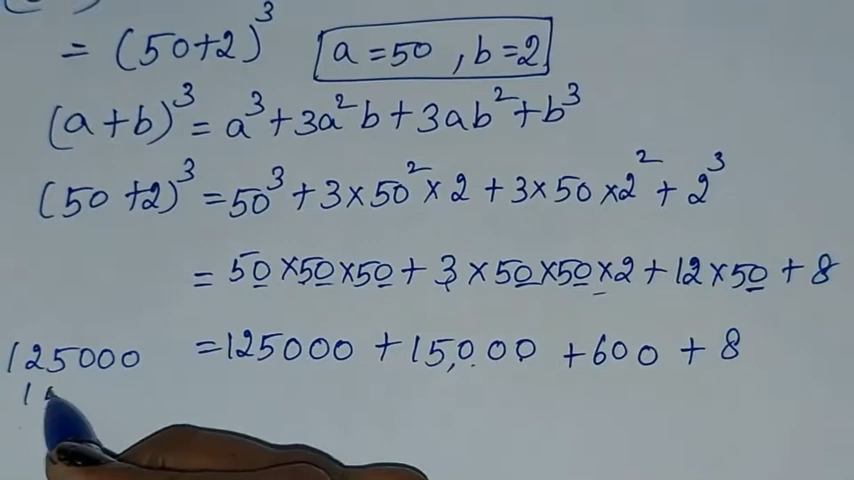 = (50+2)³ a=50 , b=2
(a+b)³ = a³+3a²b+3ab²+b³
(50+2)³ = 50³+3×50²×2+3×50×2²+2³
= 50×50×50+3×50×50×2+12×50+8
125000 =125000 +15,000 +600 +8
1